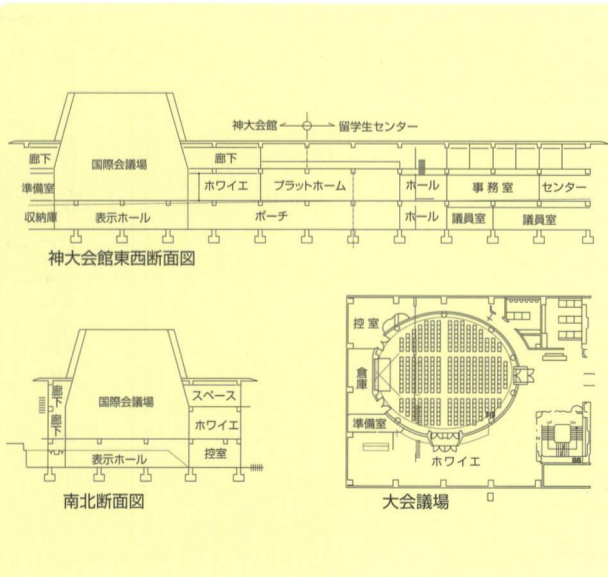 神大会館 留学生センター
廊下 国際会議場 廊下
準備室 ホワイエ プラットホーム ホール 事務室 センター
収納庫 表示ホール ポーチ ホール 議員室 議員室
神大会館東西断面図
廊下 国際会議場 スペース
廊下 ホワイエ
表示ホール 控室
南北断面図
控室
倉庫
準備室
ホワイエ
大会議場